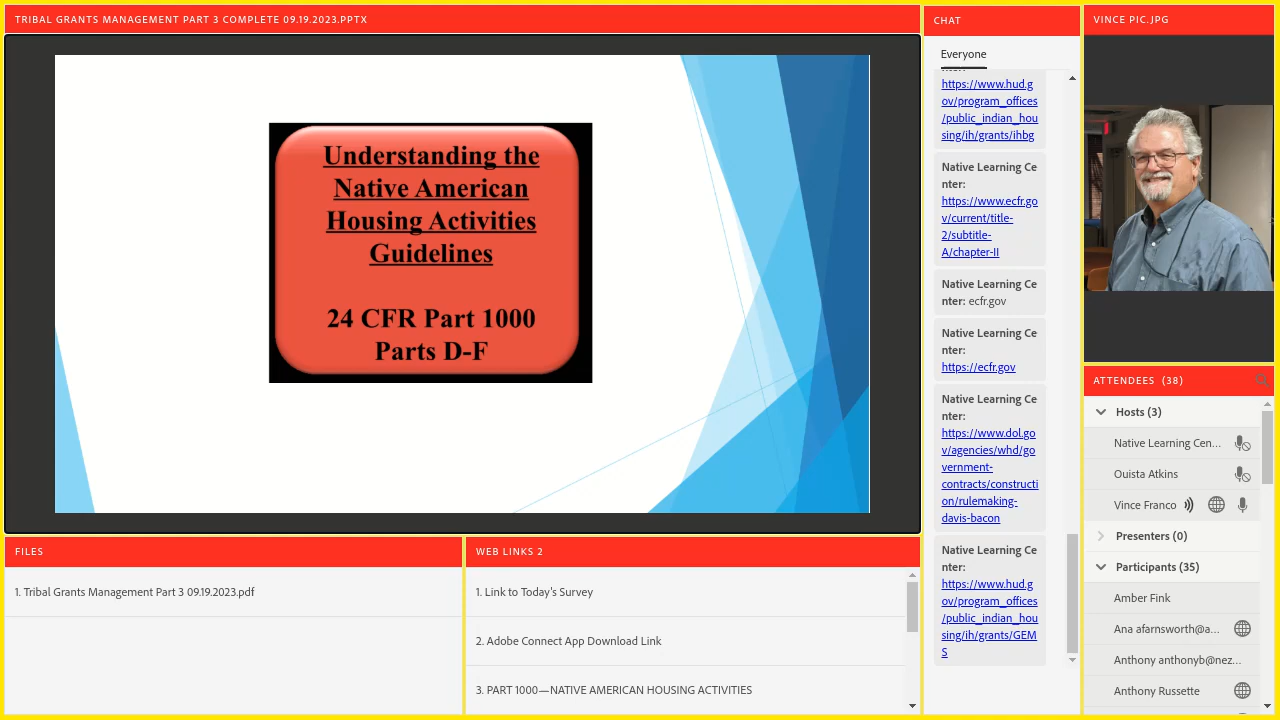 TRIBAL GRANTS MANAGEMENT PART 3 COMPLETE 09.19.2023.PPTX
Understanding the
Native American
Housing Activities
Guidelines
24 CFR Part 1000
Parts D-F
FILES
1. Tribal Grants Management Part 3 09.19.2023.pdf
WEB LINKS 2
1. Link to Today's Survey
2. Adobe Connect App Download Link
3. PART 1000—NATIVE AMERICAN HOUSING ACTIVITIES
CHAT
Everyone
https://www.hud.g
ov/program_offices
/public_indian_hou
sing/ih/grants/ihbg
Native Learning Ce
nter:
https://www.ecfr.go
v/current/title-
2/subtitle-
A/chapter-II
Native Learning Ce
nter: ecfr.gov
Native Learning Ce
nter:
https://ecfr.gov
Native Learning Ce
nter:
https://www.dol.go
v/agencies/whd/go
vernment-
contracts/constructi
on/rulemaking-
davis-bacon
Native Learning Ce
nter:
https://www.hud.g
ov/program_offices
/public_indian_hou
sing/ih/grants/GEM
S
VINCE PIC.JPG
ATTENDEES (38)
Hosts (3)
Native Learning Cen...
Ouista Atkins
Vince Franco
Presenters (0)
Participants (35)
Amber Fink
Ana afarnsworth@a...
Anthony anthonyb@nez...
Anthony Russette